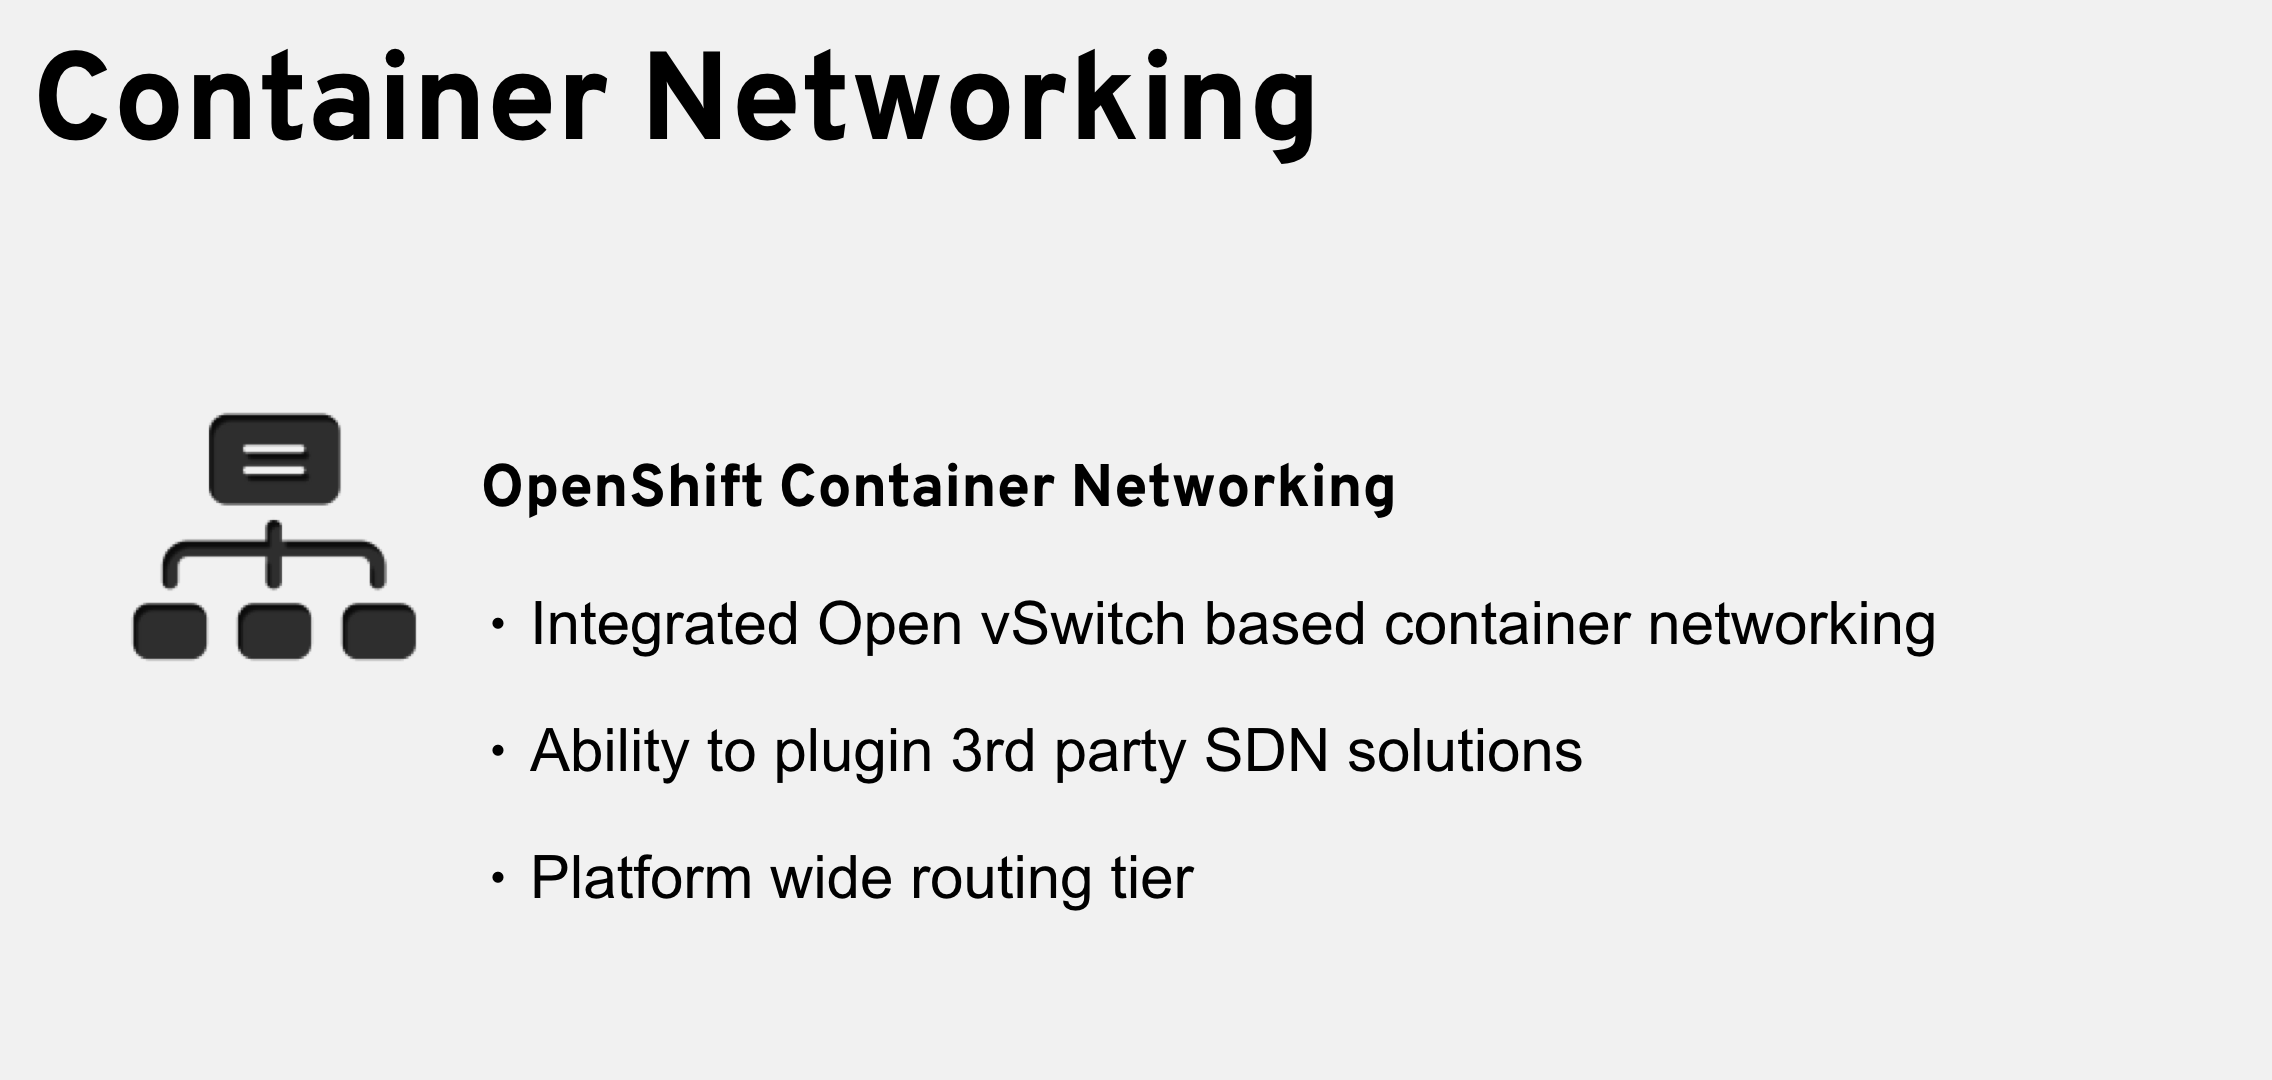 Container Networking
OpenShift Container Networking
• Integrated Open vSwitch based container networking
• Ability to plugin 3rd party SDN solutions
• Platform wide routing tier